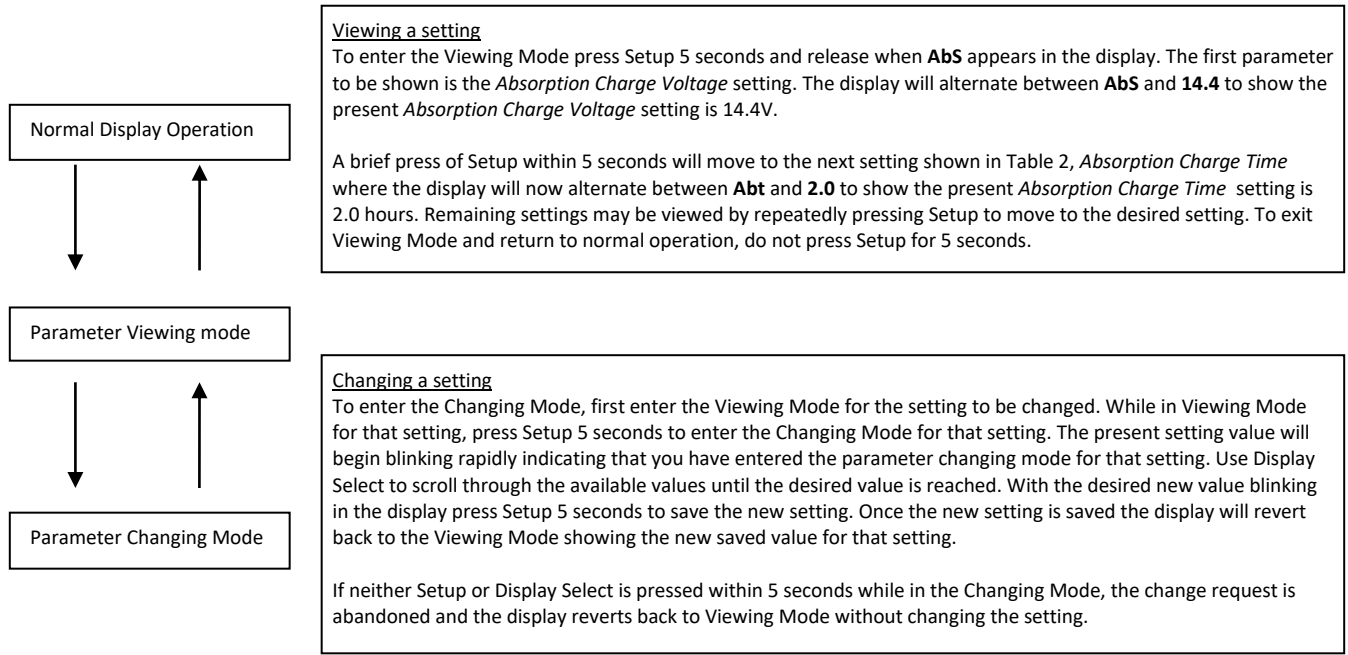 Viewing a setting
To enter the Viewing Mode press Setup 5 seconds and release when AbS appears in the display. The first parameter
to be shown is the Absorption Charge Voltage setting. The display will alternate between AbS and 14.4 to show the
present Absorption Charge Voltage setting is 14.4V.
A brief press of Setup within 5 seconds will move to the next setting shown in Table 2, Absorption Charge Time
where the display will now alternate between Abt and 2.0 to show the present Absorption Charge Time setting is
2.0 hours. Remaining settings may be viewed by repeatedly pressing Setup to move to the desired setting. To exit
Viewing Mode and return to normal operation, do not press Setup for 5 seconds.
Normal Display Operation
Parameter Viewing mode
Parameter Changing Mode
Changing a setting
To enter the Changing Mode, first enter the Viewing Mode for the setting to be changed. While in Viewing Mode
for that setting, press Setup 5 seconds to enter the Changing Mode for that setting. The present setting value will
begin blinking rapidly indicating that you have entered the parameter changing mode for that setting. Use Display
Select to scroll through the available values until the desired value is reached. With the desired new value blinking
in the display press Setup 5 seconds to save the new setting. Once the new setting is saved the display will revert
back to the Viewing Mode showing the new saved value for that setting.
If neither Setup or Display Select is pressed within 5 seconds while in the Changing Mode, the change request is
abandoned and the display reverts back to Viewing Mode without changing the setting.